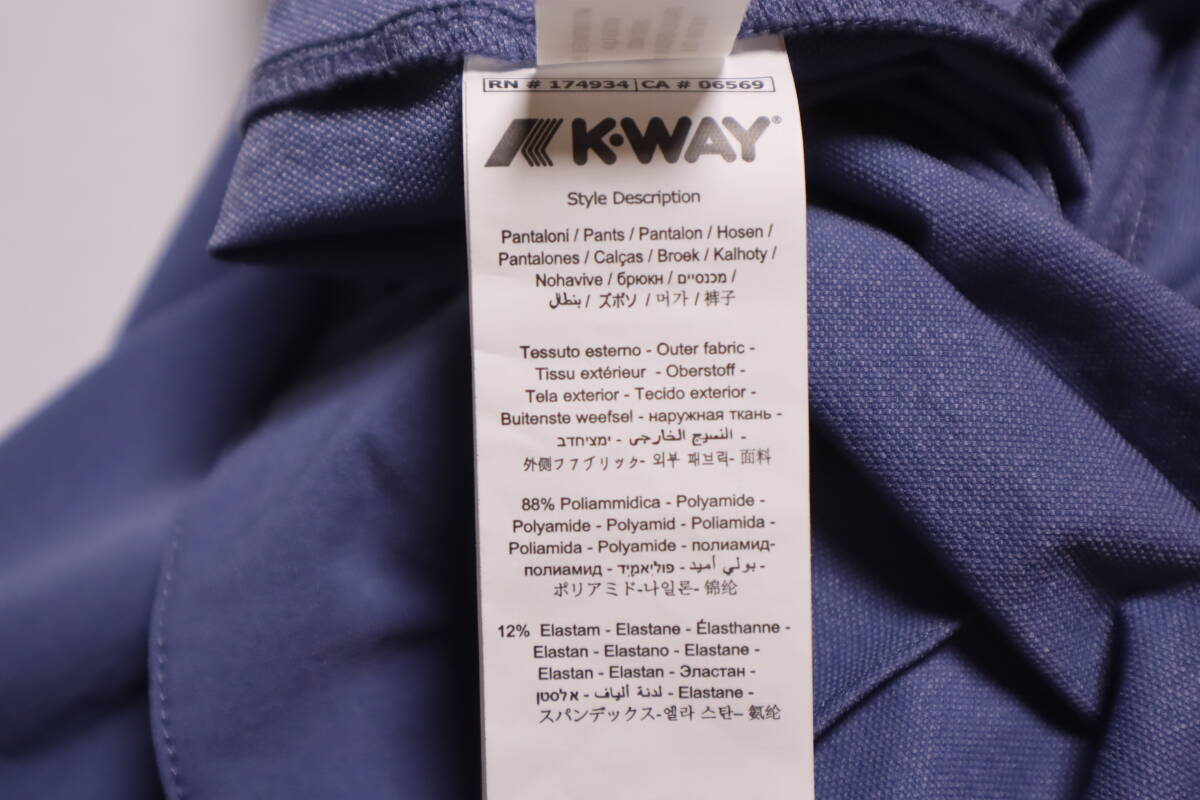 RN # 174934 CA # 06569
K·WAY®
Style Description
Pantaloni / Pants / Pantalon / Hosen /
Pantalones / Calças / Broek / Kalhoty /
Nohavive / брюкн / מכנסיים /
بنطال / ズボソ / 머가 / 裤子
Tessuto esterno - Outer fabric -
Tissu extérieur - Oberstoff -
Tela exterior - Tecido exterior -
Buitenste weefsel - наружная ткань -
النسيج الخارجي - ימציחדב -
外側ファブリック- 외부 패브릭- 面料
88% Poliammidica - Polyamide -
Polyamide - Polyamid - Poliamida -
Poliamida - Polyamide - полиамид-
полиамид - פוליאמיד - بولي أميد -
ポリアミド-나일론- 锦纶
12% Elastam - Elastane - Élasthanne -
Elastan - Elastano - Elastane -
Elastan - Elastan - Эластан -
אלסטן - لدنة ألياف - Elastane -
スパンデックス-엘라 스탄– 氨纶